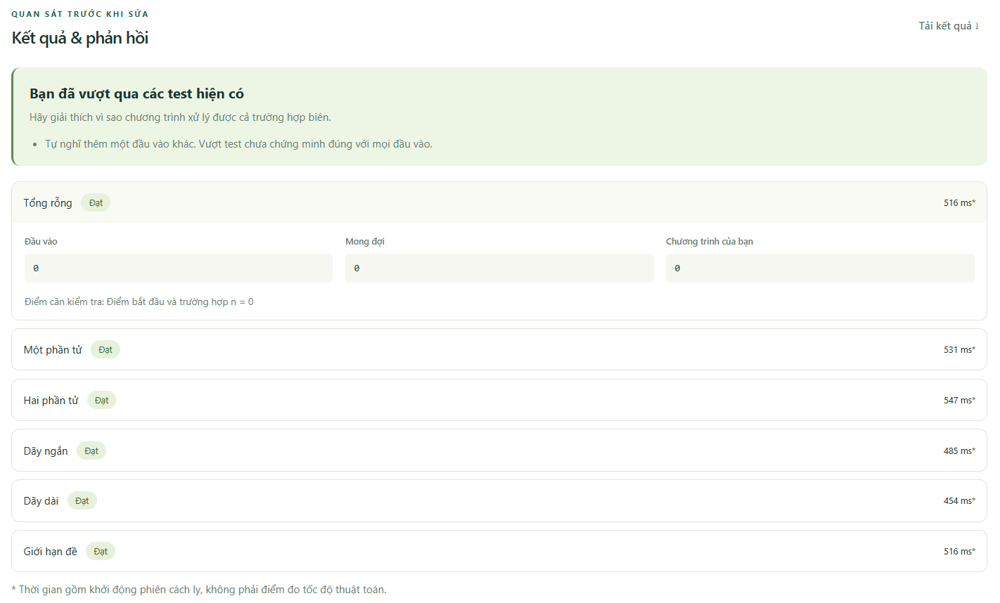 QUAN SÁT TRƯỚC KHI SỬA
Kết quả & phản hồi
Tải kết quả ↓
Bạn đã vượt qua các test hiện có
Hãy giải thích vì sao chương trình xử lý được cả trường hợp biên.
• Tự nghĩ thêm một đầu vào khác. Vượt test chưa chứng minh đúng với mọi đầu vào.
Tổng rỗng Đạt 516 ms*
Đầu vào Mong đợi Chương trình của bạn
0 0 0
Điểm cần kiểm tra: Điểm bắt đầu và trường hợp n = 0
Một phần tử Đạt 531 ms*
Hai phần tử Đạt 547 ms*
Dãy ngắn Đạt 485 ms*
Dãy dài Đạt 454 ms*
Giới hạn đề Đạt 516 ms*
* Thời gian gồm khởi động phiên cách ly, không phải điểm đo tốc độ thuật toán.